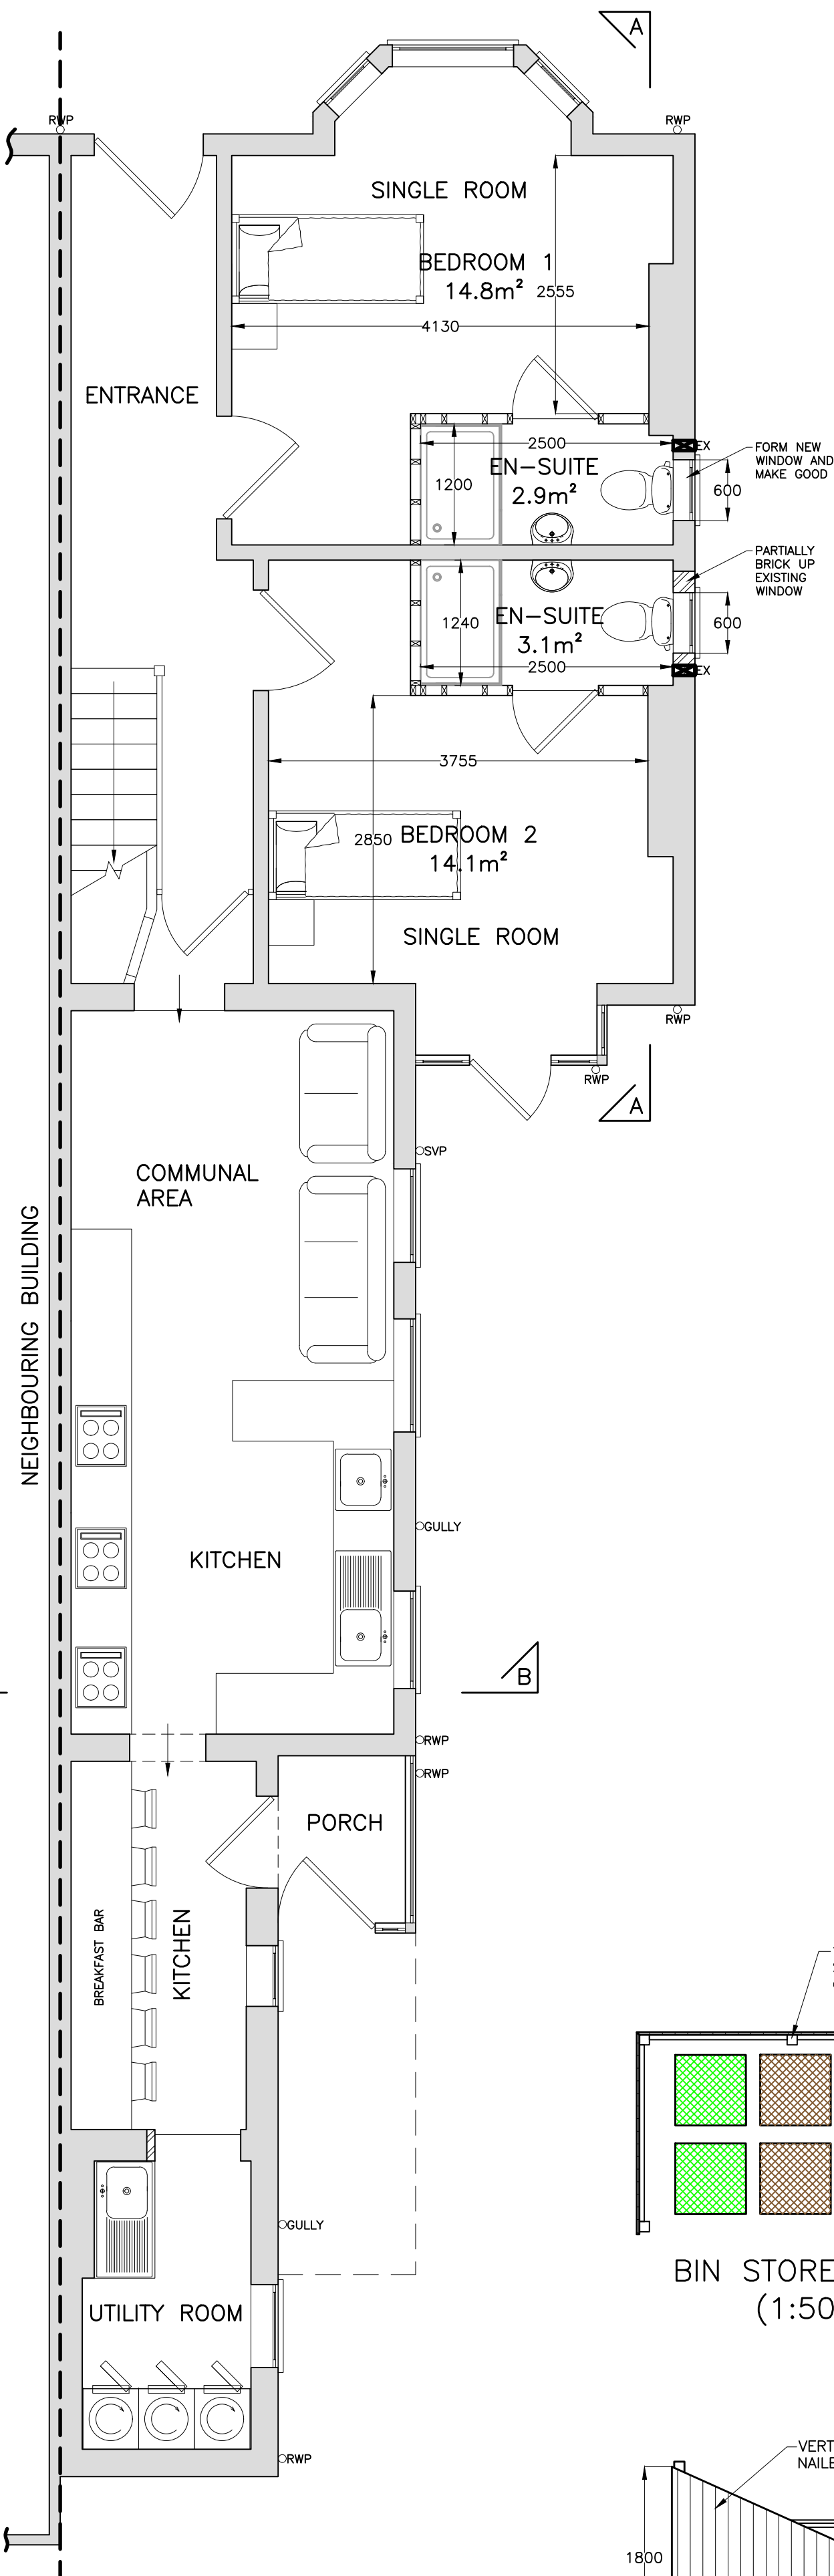 A
RWP
RWP
SINGLE ROOM
BEDROOM 1
14.8m²
2555
4130
ENTRANCE
2500
EX
FORM NEW
WINDOW AND
MAKE GOOD
EN-SUITE
2.9m²
1200
600
PARTIALLY
BRICK UP
EXISTING
WINDOW
EN-SUITE
3.1m²
1240
600
2500
EX
3755
2850
BEDROOM 2
14.1m²
SINGLE ROOM
RWP
RWP
A
SVP
COMMUNAL
AREA
NEIGHBOURING BUILDING
GULLY
KITCHEN
B
RWP
RWP
PORCH
BREAKFAST BAR
KITCHEN
GULLY
BIN STORE
(1:50
UTILITY ROOM
RWP
VERT
NAILE
1800